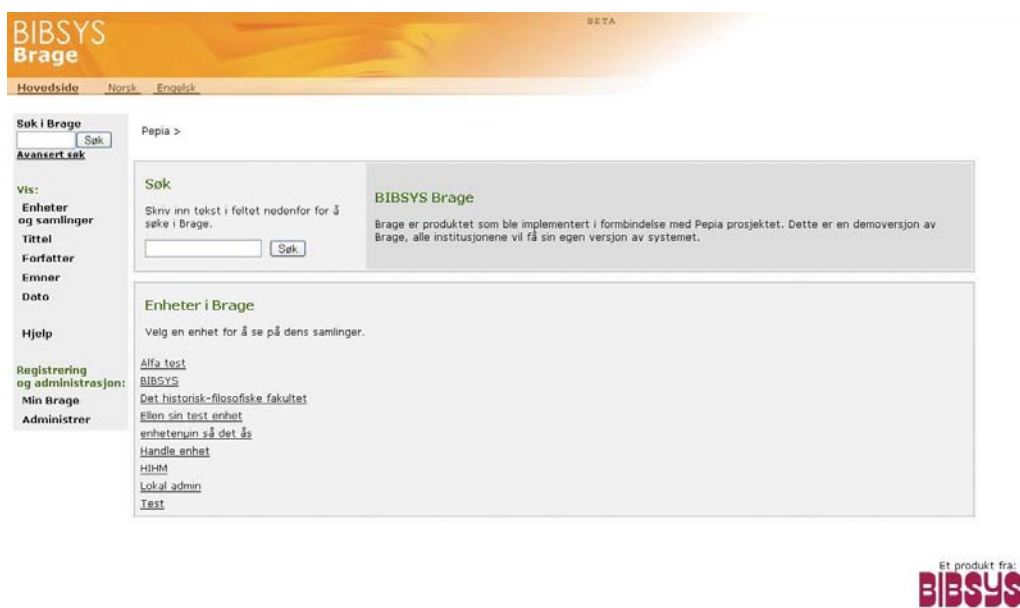 BIBSYS
Brage
BETA
Hovedside Norsk Engelsk
Søk i Brage
Søk
Avansert søk
Vis:
Enheter
og samlinger
Tittel
Forfatter
Emner
Dato
Hjelp
Registrering
og administrasjon:
Min Brage
Administrer
Pepia >
Søk
Skriv inn tekst i feltet nedenfor for å
søke i Brage.
Søk
BIBSYS Brage
Brage er produktet som ble implementert i formbindelse med Pepia prosjektet. Dette er en demoversjon av
Brage, alle institusjonene vil få sin egen versjon av systemet.
Enheter i Brage
Velg en enhet for å se på dens samlinger.
Alfa test
BIBSYS
Det historisk-filosofiske fakultet
Ellen sin test enhet
så det ås
Handle enhet
HIHM
Lokal admin
Test
Et produkt fra:
BIBSYS